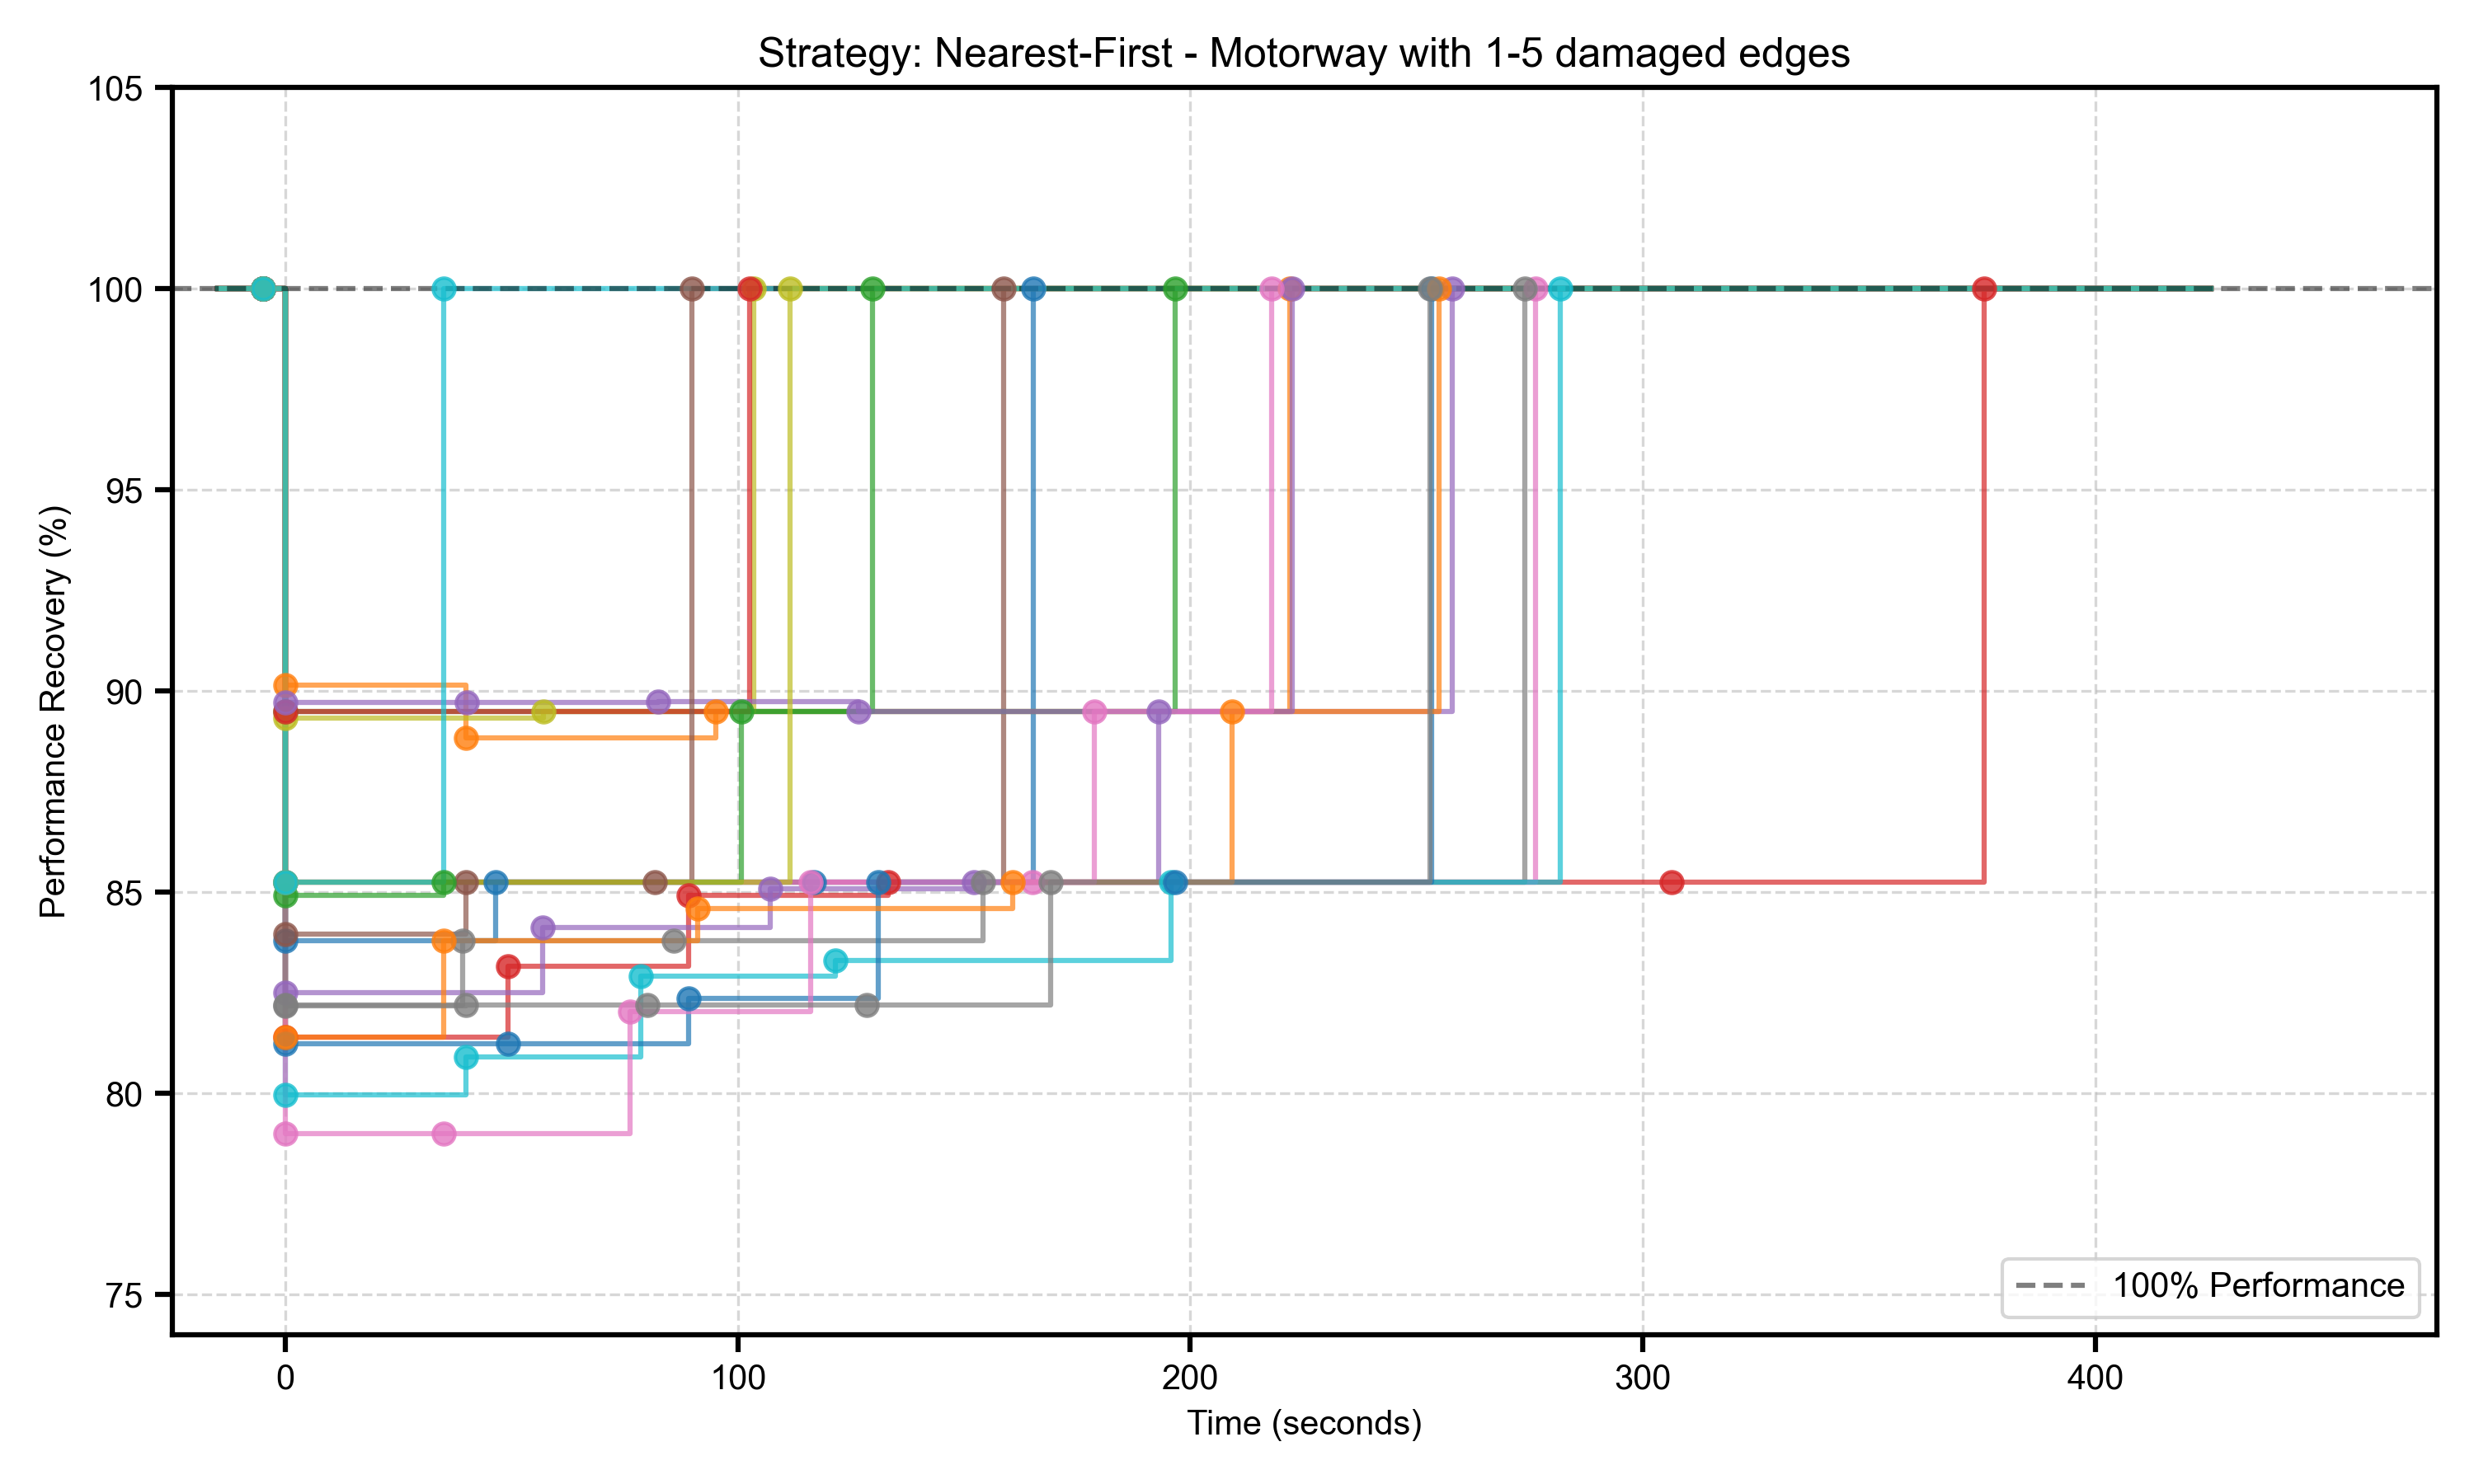 Strategy: Nearest-First - Motorway with 1-5 damaged edges
105
100
95
90
85
80
75
Performance Recovery (%)
100% Performance
0 100 200 300 400
Time (seconds)